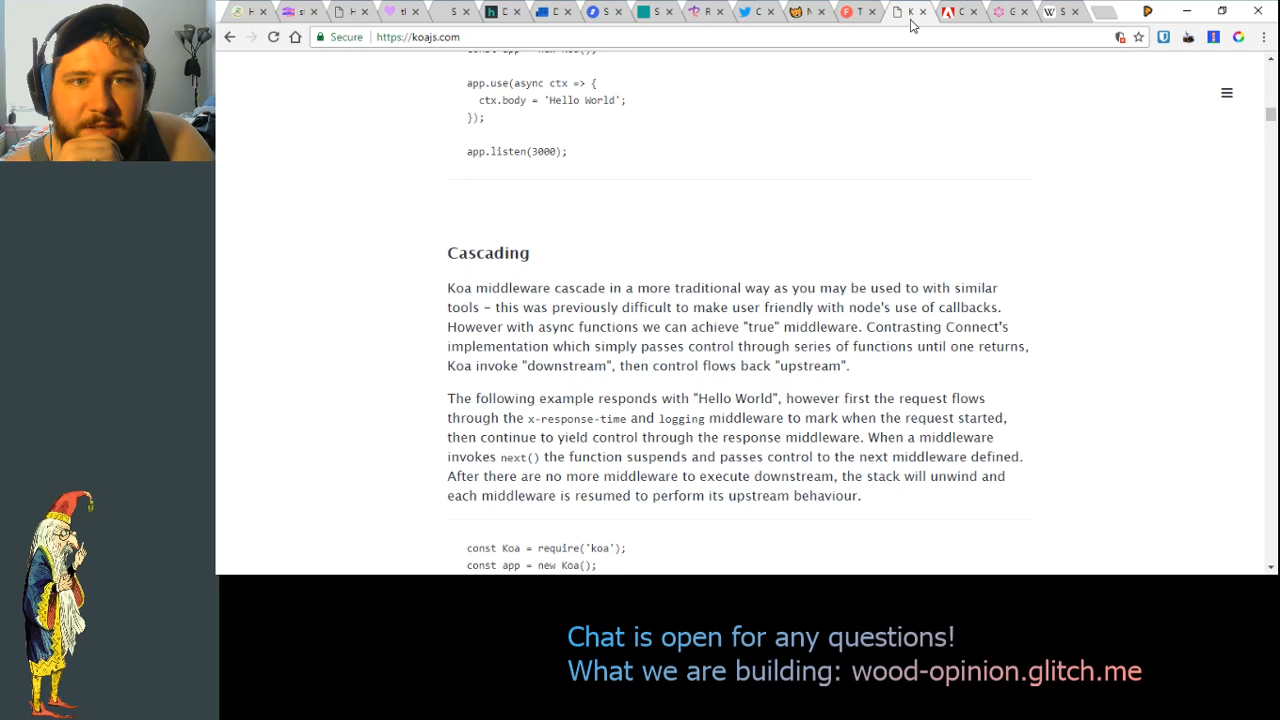 H
s
H
tl
S
D
D
S
S
R
C
N
T
K
C
G
S
Secure
https://koajs.com
const app = new Koa();
app.use(async ctx => {
ctx.body = 'Hello World';
});
app.listen(3000);
Cascading
Koa middleware cascade in a more traditional way as you may be used to with similar
tools - this was previously difficult to make user friendly with node's use of callbacks.
However with async functions we can achieve "true" middleware. Contrasting Connect's
implementation which simply passes control through series of functions until one returns,
Koa invoke "downstream", then control flows back "upstream".
The following example responds with "Hello World", however first the request flows
through the x-response-time and logging middleware to mark when the request started,
then continue to yield control through the response middleware. When a middleware
invokes next() the function suspends and passes control to the next middleware defined.
After there are no more middleware to execute downstream, the stack will unwind and
each middleware is resumed to perform its upstream behaviour.
const Koa = require('koa');
const app = new Koa();
Chat is open for any questions!
What we are building: wood-opinion.glitch.me